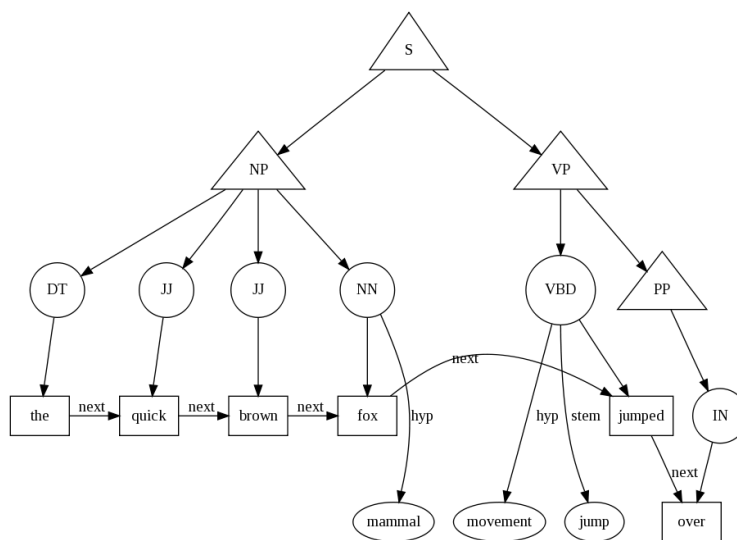 S
NP
VP
DT
JJ
JJ
NN
VBD
PP
next
the
next
quick
next
brown
next
fox
hyp
hyp
stem
jumped
IN
next
mammal
movement
jump
over